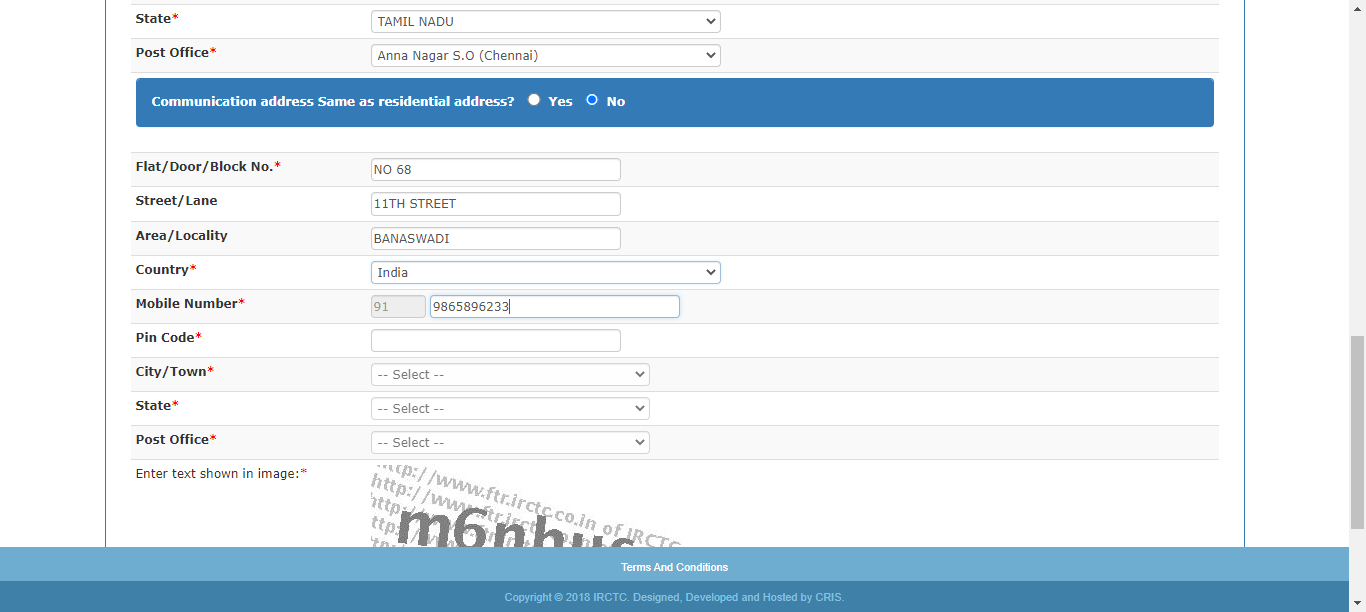 State* TAMIL NADU
Post Office* Anna Nagar S.O (Chennai)
Communication address Same as residential address? Yes No
Flat/Door/Block No.* NO 68
Street/Lane 11TH STREET
Area/Locality BANASWADI
Country* India
Mobile Number* 91 9865896233
Pin Code*
City/Town* -- Select --
State* -- Select --
Post Office* -- Select --
Enter text shown in image:*
http://www.ftr.irctc.co.in of IRCTC
Terms And Conditions
Copyright © 2018 IRCTC. Designed, Developed and Hosted by CRIS.